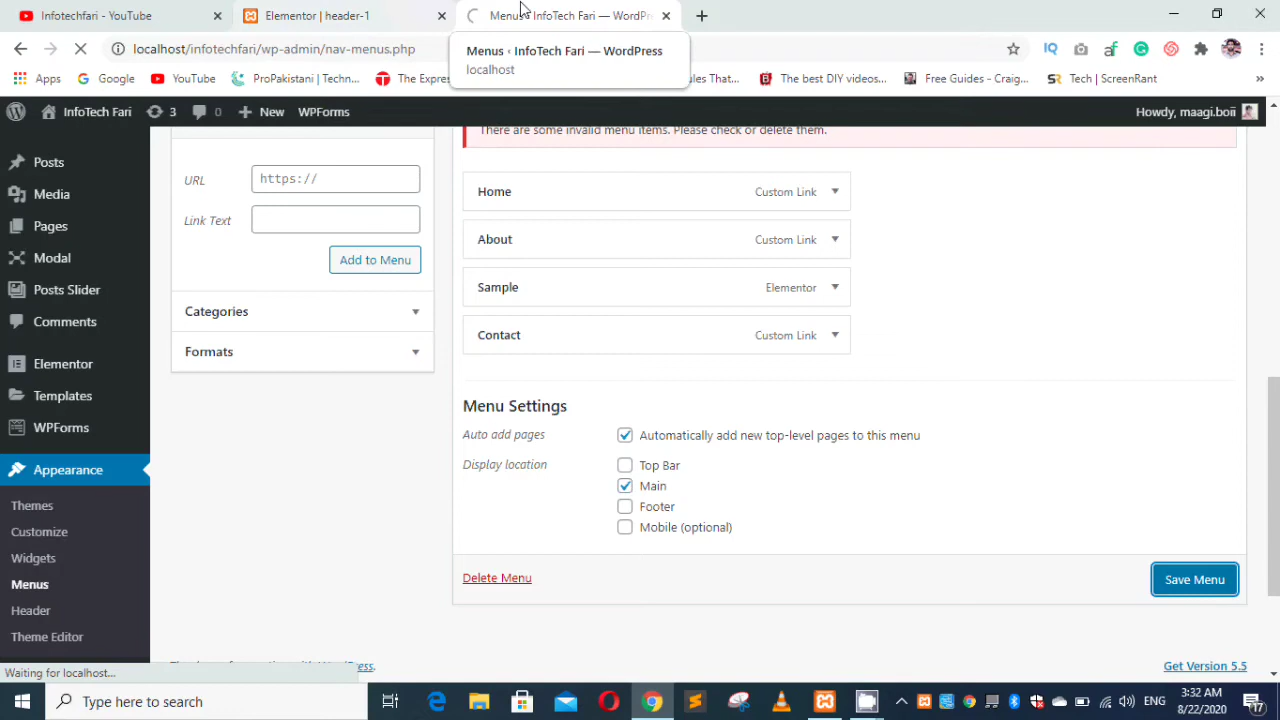 Infotechfari - YouTube
Elementor | header-1
Menus ‹ InfoTech Fari — WordPr
localhost/infotechfari/wp-admin/nav-menus.php
Menus ‹ InfoTech Fari — WordPress
localhost
Apps
Google
YouTube
ProPakistani | Techn...
The Expre
ules That...
The best DIY videos...
Free Guides - Craig...
Tech | ScreenRant
InfoTech Fari
3
0
New
WPForms
Howdy, maagi.boii
Posts
Media
Pages
Modal
Posts Slider
Comments
Elementor
Templates
WPForms
Appearance
Themes
Customize
Widgets
Menus
Header
Theme Editor
URL
https://
Link Text
Add to Menu
Categories
Formats
There are some invalid menu items. Please check or delete them.
Home Custom Link
About Custom Link
Sample Elementor
Contact Custom Link
Menu Settings
Auto add pages
Automatically add new top-level pages to this menu
Display location
Top Bar
Main
Footer
Mobile (optional)
Delete Menu
Save Menu
Get Version 5.5
Waiting for localhost...
Type here to search
ENG
3:32 AM
8/22/2020
17